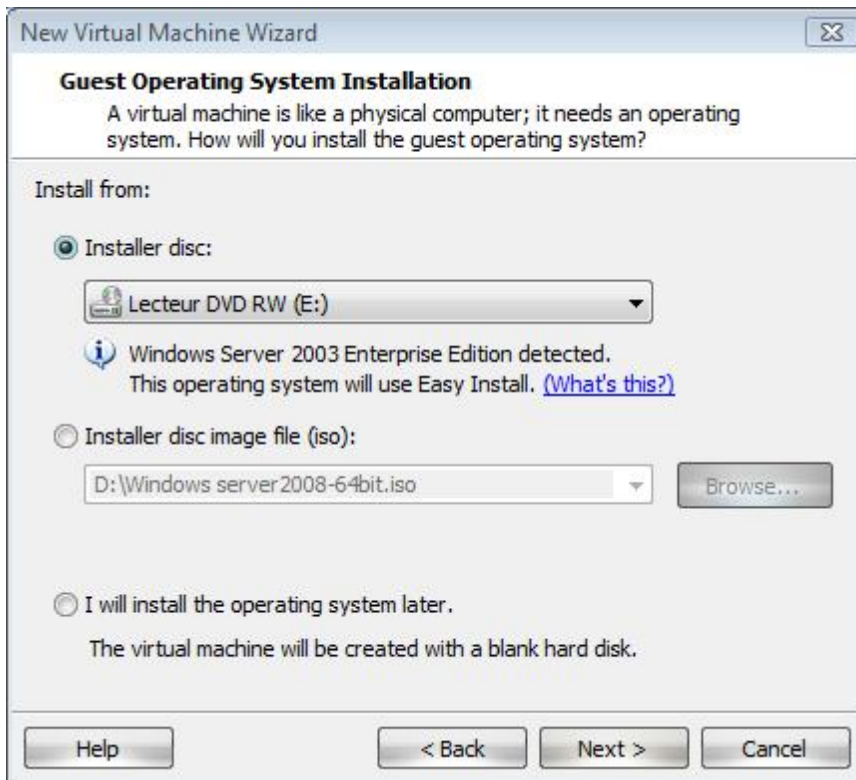 New Virtual Machine Wizard
Guest Operating System Installation
A virtual machine is like a physical computer; it needs an operating
system. How will you install the guest operating system?
Install from:
Installer disc:
Lecteur DVD RW (E:)
Windows Server 2003 Enterprise Edition detected.
This operating system will use Easy Install. (What's this?)
Installer disc image file (iso):
D:\Windows server2008-64bit.iso
Browse...
I will install the operating system later.
The virtual machine will be created with a blank hard disk.
Help < Back Next > Cancel